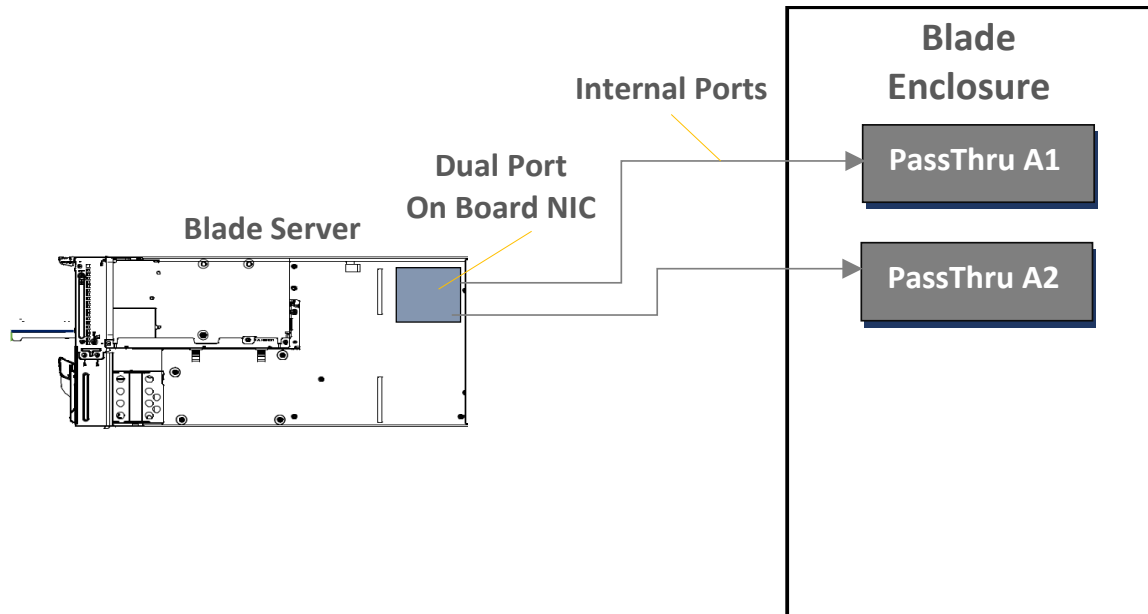 Blade
Enclosure
Internal Ports
PassThru A1
Dual Port
On Board NIC
Blade Server
PassThru A2